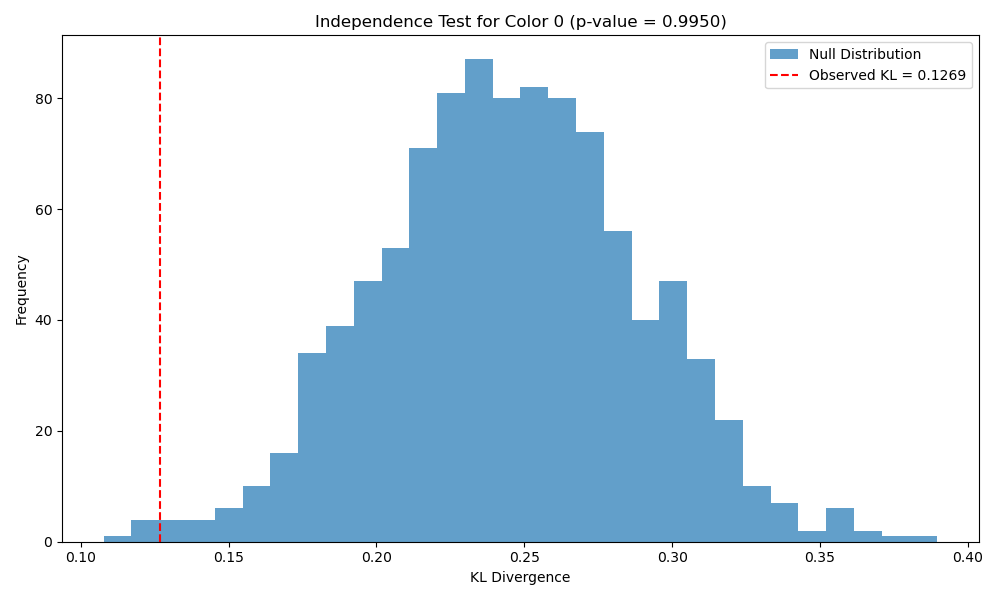 Independence Test for Color 0 (p-value = 0.9950)
Null Distribution
Observed KL = 0.1269
Frequency
80
60
40
20
0
0.10 0.15 0.20 0.25 0.30 0.35 0.40
KL Divergence